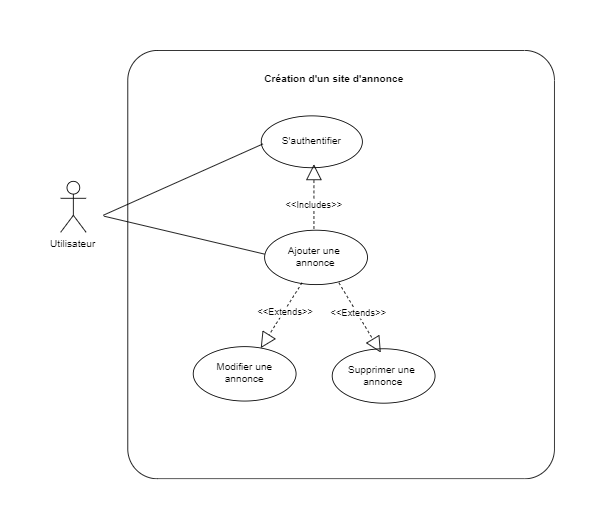 Création d'un site d'annonce
S'authentifier
<<Includes>>
Utilisateur
Ajouter une
annonce
<<Extends>>
<<Extends>>
Modifier une
annonce
Supprimer une
annonce